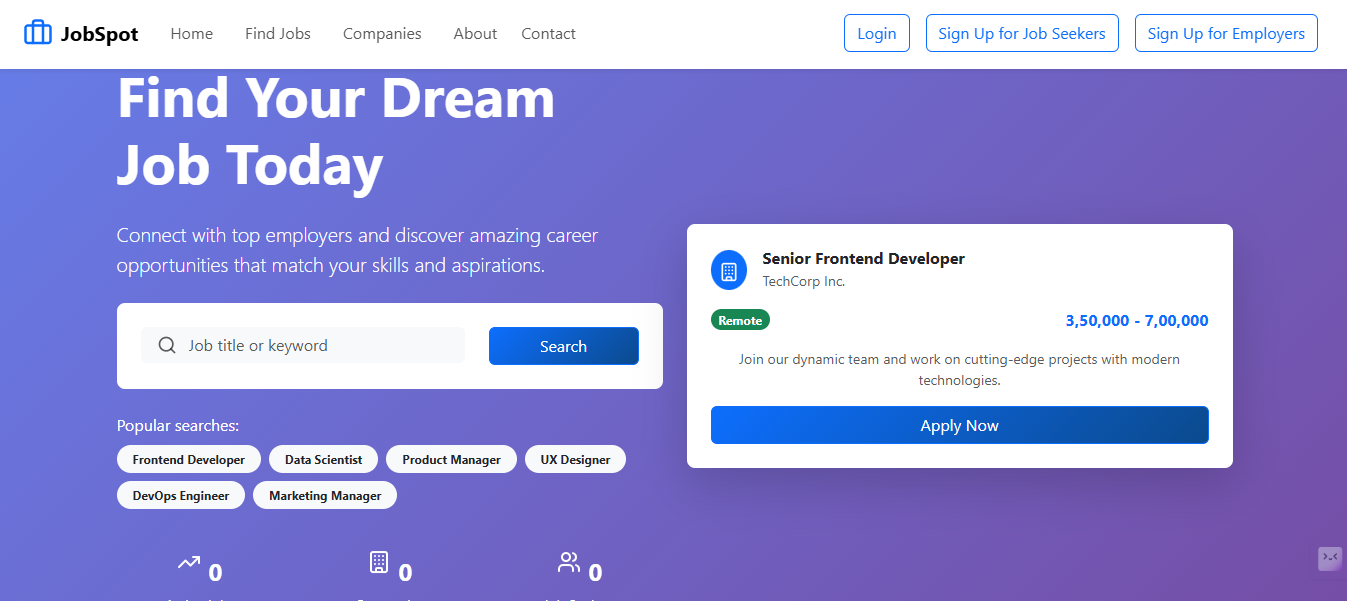 JobSpot Home Find Jobs Companies About Contact Login Sign Up for Job Seekers Sign Up for Employers
Find Your Dream
Job Today
Connect with top employers and discover amazing career
opportunities that match your skills and aspirations.
Job title or keyword Search
Popular searches:
Frontend Developer Data Scientist Product Manager UX Designer
DevOps Engineer Marketing Manager
0 0 0
Senior Frontend Developer
TechCorp Inc.
Remote 3,50,000 - 7,00,000
Join our dynamic team and work on cutting-edge projects with modern
technologies.
Apply Now